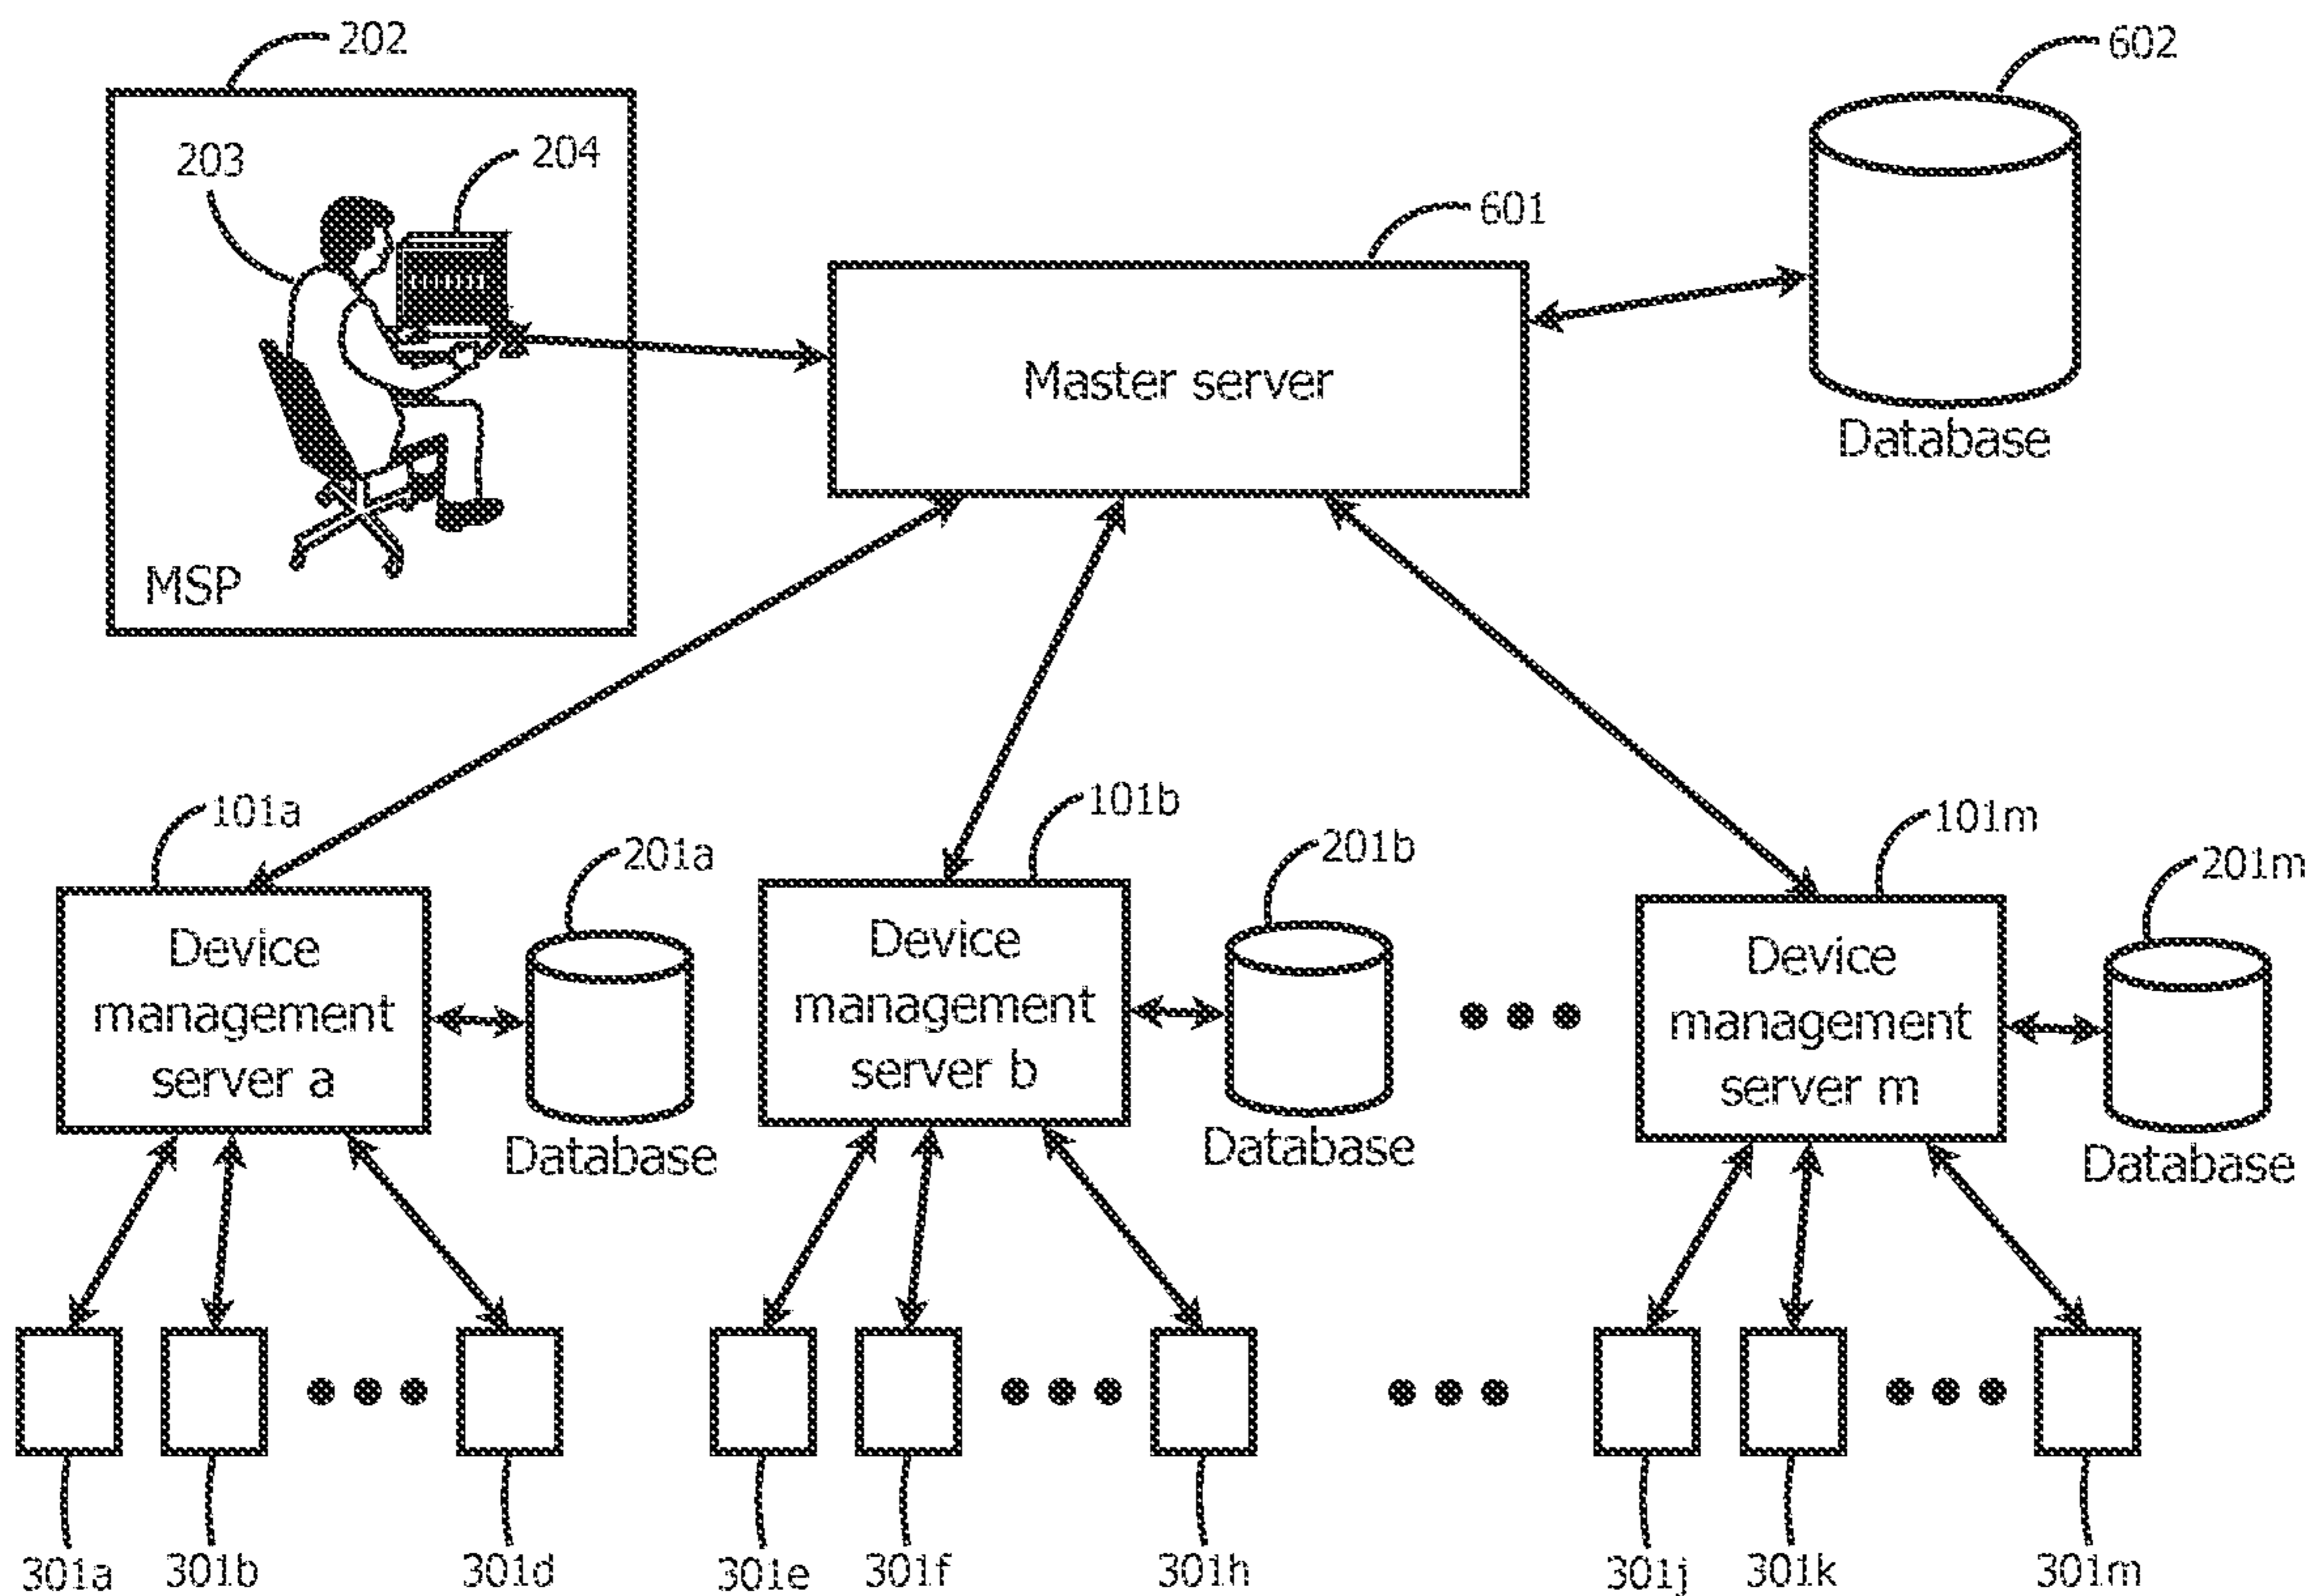 202
602
203
204
601
Master server
Database
MSP
101a
201a
101b
201b
101m
201m
Device
management
server a
Database
Device
management
server b
Database
Device
management
server m
Database
301a
301b
301d
301e
301f
301h
301j
301k
301m